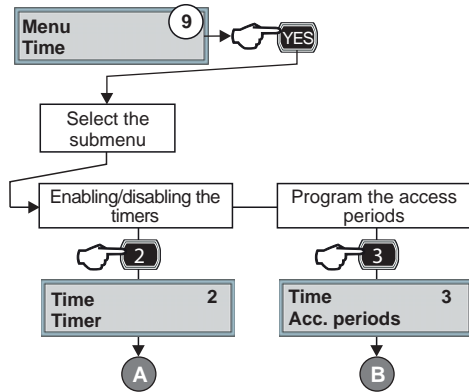 Menu 9
Time
YES
Select the
submenu
Enabling/disabling the
timers
Program the access
periods
2
3
Time 2
Timer
Time 3
Acc. periods
A
B